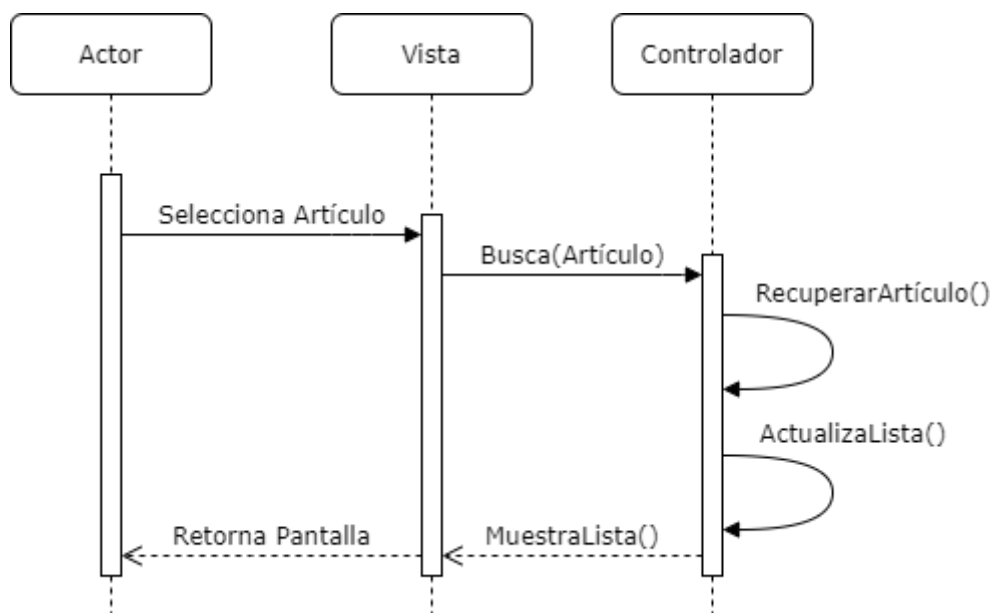 Actor
Vista
Controlador
Selecciona Artículo
Busca(Artículo)
RecuperarArtículo()
ActualizaLista()
Retorna Pantalla
MuestraLista()